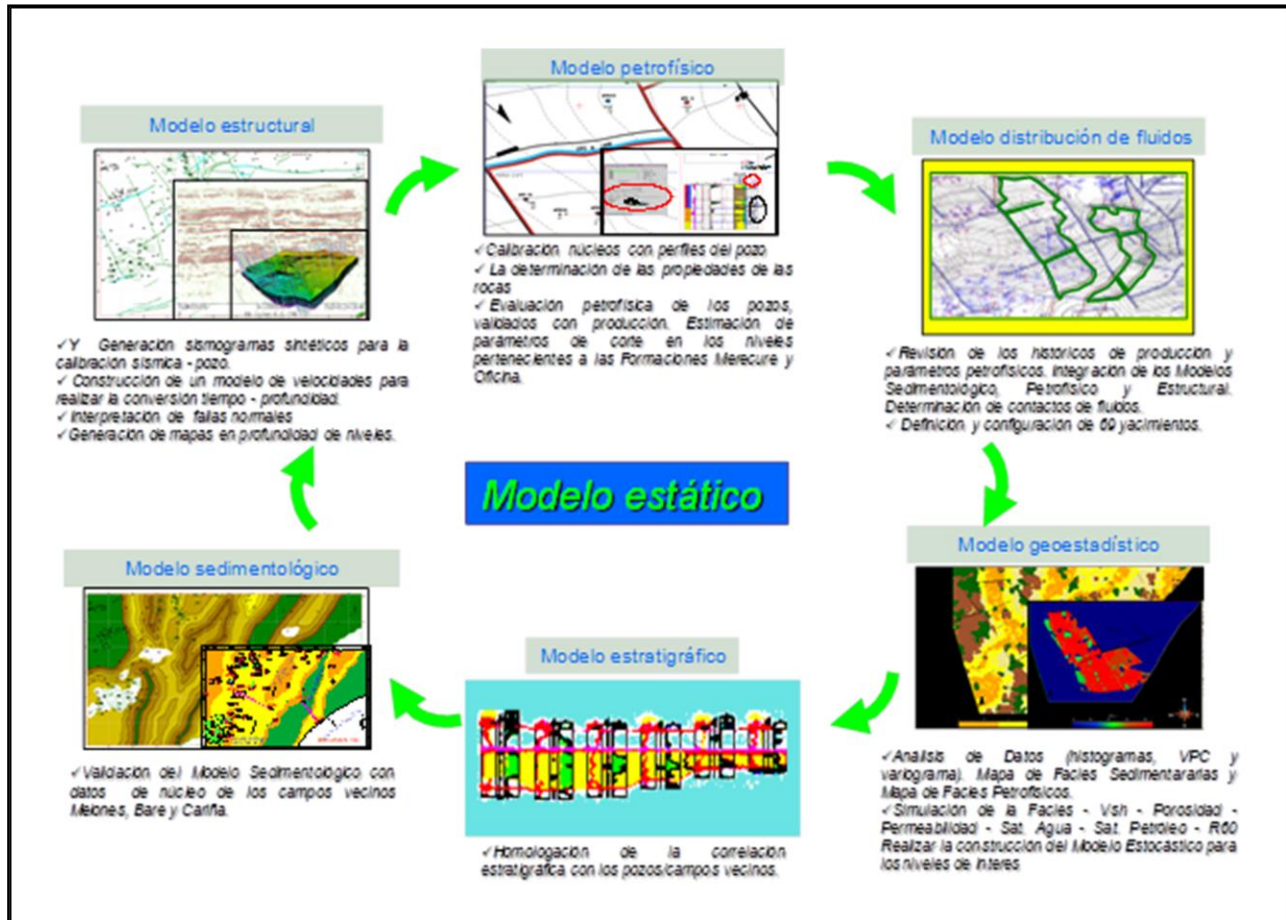 Modelo petrofísico
✓Calibración núcleos con perfiles del pozo
✓ La determinación de las propiedades de las
rocas
✓ Evaluación petrofísica de los pozos,
validados con producción. Estimación de
parámetros de corte en los niveles
pertenecientes a las Formaciones Merecure y
Oficina.
Modelo distribución de fluidos
✓Revisión de los históricos de producción y
parámetros petrofísicos. Integración de los Modelos
Sedimentológico, Petrofísico y Estructural.
Determinación de contactos de fluidos.
✓ Definición y configuración de 69 yacimientos.
Modelo geoestadístico
✓Analisis de Datos (histogramas, VPC y
variograma). Mapa de Facies Sedimentararias y
Mapa de Facies Petrofísicos.
✓Simulación de la Facies - Vsh - Porosidad -
Permeabilidad - Sat. Agua - Sat. Petróleo - R60
Realizar la construcción del Modelo Estocástico para
los niveles de interes
Modelo estratigráfico
✓Homologación de la correlación
estratigráfica con los pozos/campos vecinos.
Modelo sedimentológico
✓Validación del Modelo Sedimentológico con
datos de núcleo de los campos vecinos
Melones, Bare y Cariña.
Modelo estructural
✓Y Generación sismogramas sintéticos para la
calibración sísmica - pozo.
✓ Construcción de un modelo de velocidades para
realizar la conversión tiempo - profundidad.
✓Interpretación de fallas normales
✓Generación de mapas en profundidad de niveles.
Modelo estático